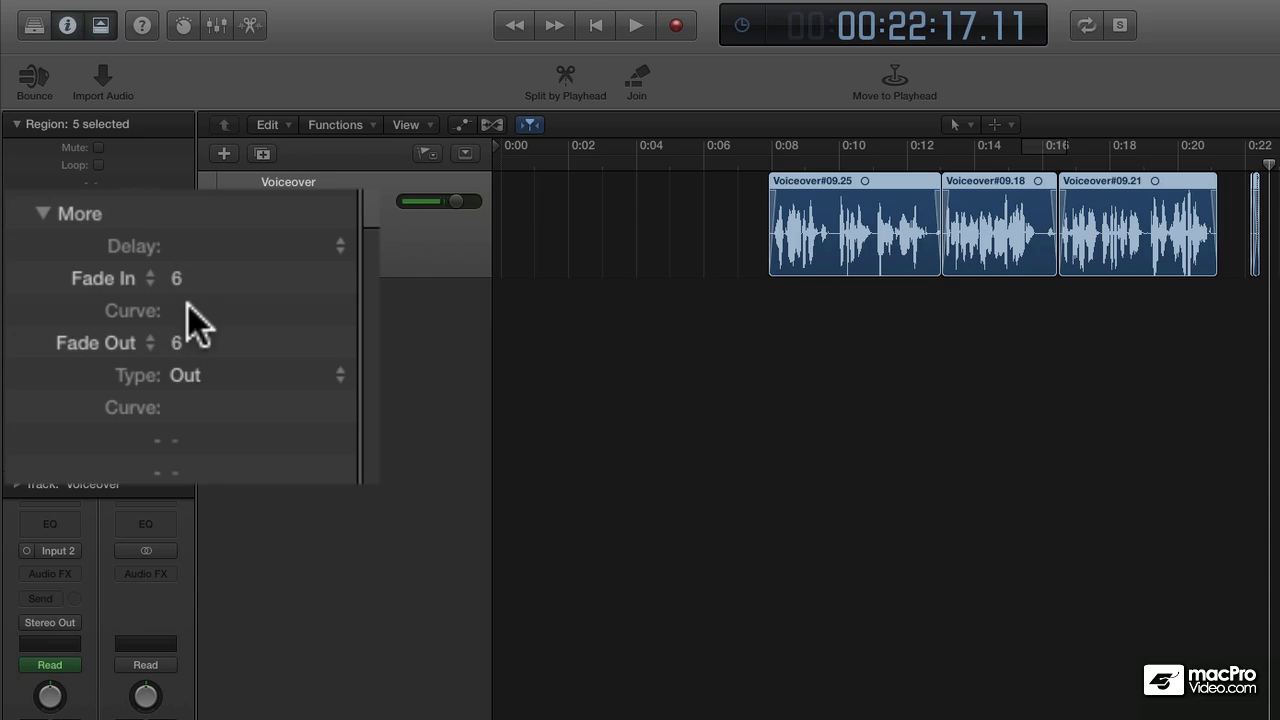 00:22:17.11
S
Bounce
Import Audio
Split by Playhead
Join
Move to Playhead
Region: 5 selected
Edit
Functions
View
Mute:
Loop:
- -
0:00
0:02
0:04
0:06
0:08
0:10
0:12
0:14
0:16
0:18
0:20
0:22
Voiceover
Voiceover#09.25
Voiceover#09.18
Voiceover#09.21
More
Delay:
Fade In 6
Curve:
Fade Out 6
Type: Out
Curve:
- -
- -
Track: Voiceover
EQ
EQ
Input 2
Audio FX
Audio FX
Send
Stereo Out
Read
Read
macPro
Video.com